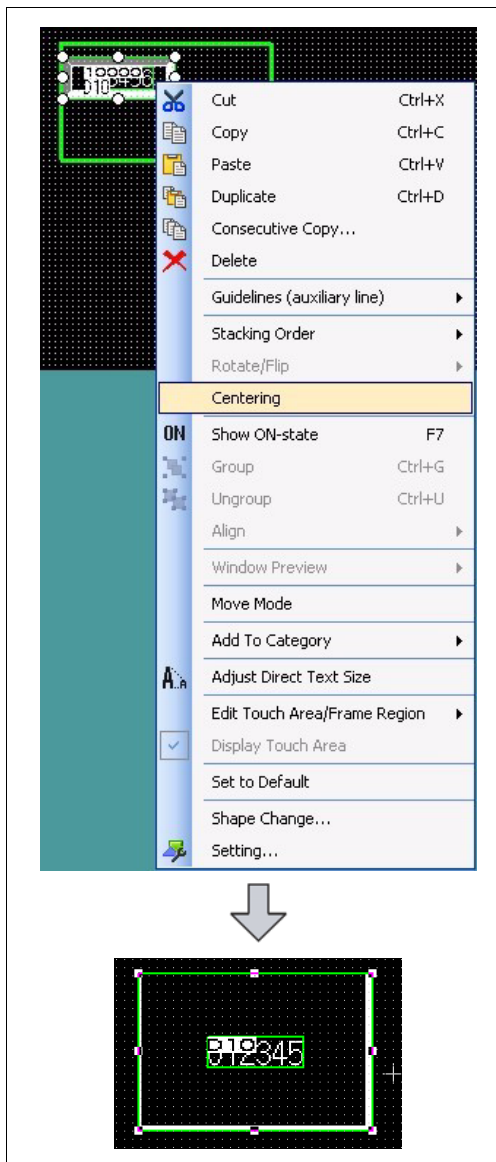 Cut Ctrl+X
Copy Ctrl+C
Paste Ctrl+V
Duplicate Ctrl+D
Consecutive Copy...
Delete
Guidelines (auxiliary line)
Stacking Order
Rotate/Flip
Centering
ON Show ON-state F7
Group Ctrl+G
Ungroup Ctrl+U
Align
Window Preview
Move Mode
Add To Category
A..A Adjust Direct Text Size
Edit Touch Area/Frame Region
Display Touch Area
Set to Default
Shape Change...
Setting...